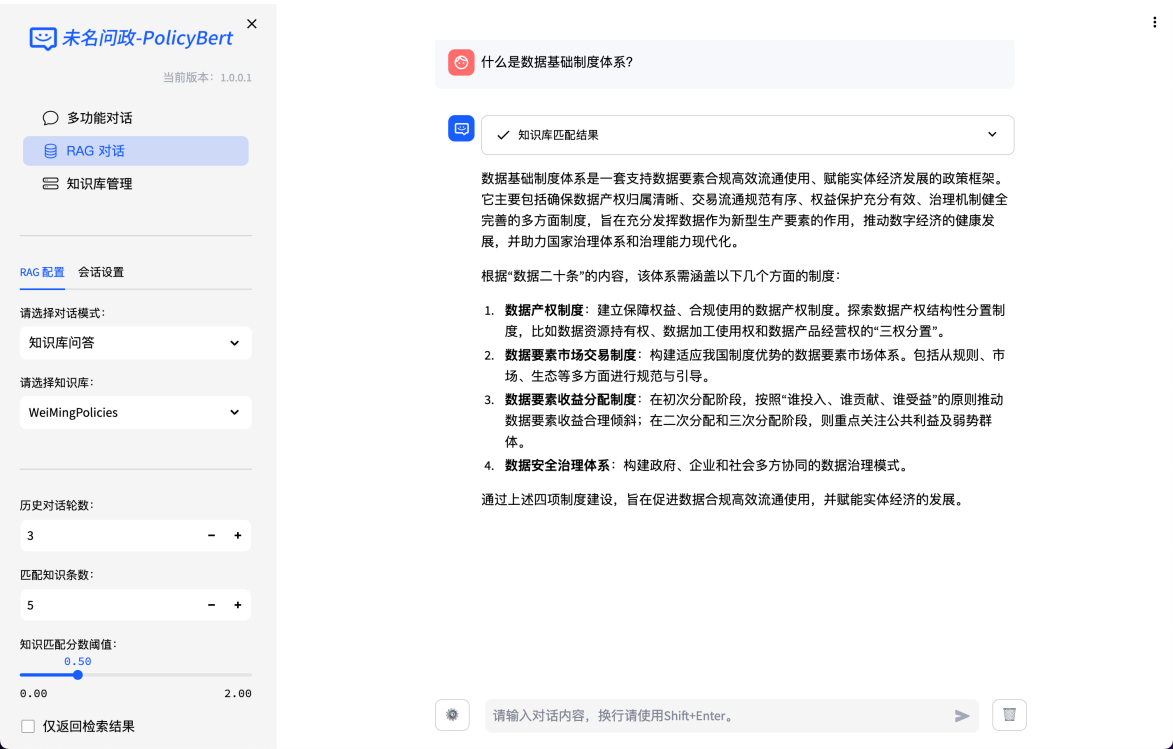 未名问政-PolicyBert
当前版本：1.0.0.1
多功能对话
RAG 对话
知识库管理
RAG 配置 会话设置
请选择对话模式：
知识库问答
请选择知识库：
WeiMingPolicies
历史对话轮数：
3
匹配知识条数：
5
知识匹配分数阈值：
0.50
0.00 2.00
仅返回检索结果
什么是数据基础制度体系?
知识库匹配结果
数据基础制度体系是一套支持数据要素合规高效流通使用、赋能实体经济发展的政策框架。
它主要包括确保数据产权归属清晰、交易流通规范有序、权益保护充分有效、治理机制健全
完善的多方面制度，旨在充分发挥数据作为新型生产要素的作用，推动数字经济的健康发
展，并助力国家治理体系和治理能力现代化。
根据“数据二十条”的内容，该体系需涵盖以下几个方面的制度：
1. 数据产权制度：建立保障权益、合规使用的数据产权制度。探索数据产权结构性分置制
度，比如数据资源持有权、数据加工使用权和数据产品经营权的“三权分置”。
2. 数据要素市场交易制度：构建适应我国制度优势的数据要素市场体系。包括从规则、市
场、生态等多方面进行规范与引导。
3. 数据要素收益分配制度：在初次分配阶段，按照“谁投入、谁贡献、谁受益”的原则推动
数据要素收益合理倾斜；在二次分配和三次分配阶段，则重点关注公共利益及弱势群
体。
4. 数据安全治理体系：构建政府、企业和社会多方协同的数据治理模式。
通过上述四项制度建设，旨在促进数据合规高效流通使用，并赋能实体经济的发展。
请输入对话内容，换行请使用Shift+Enter。